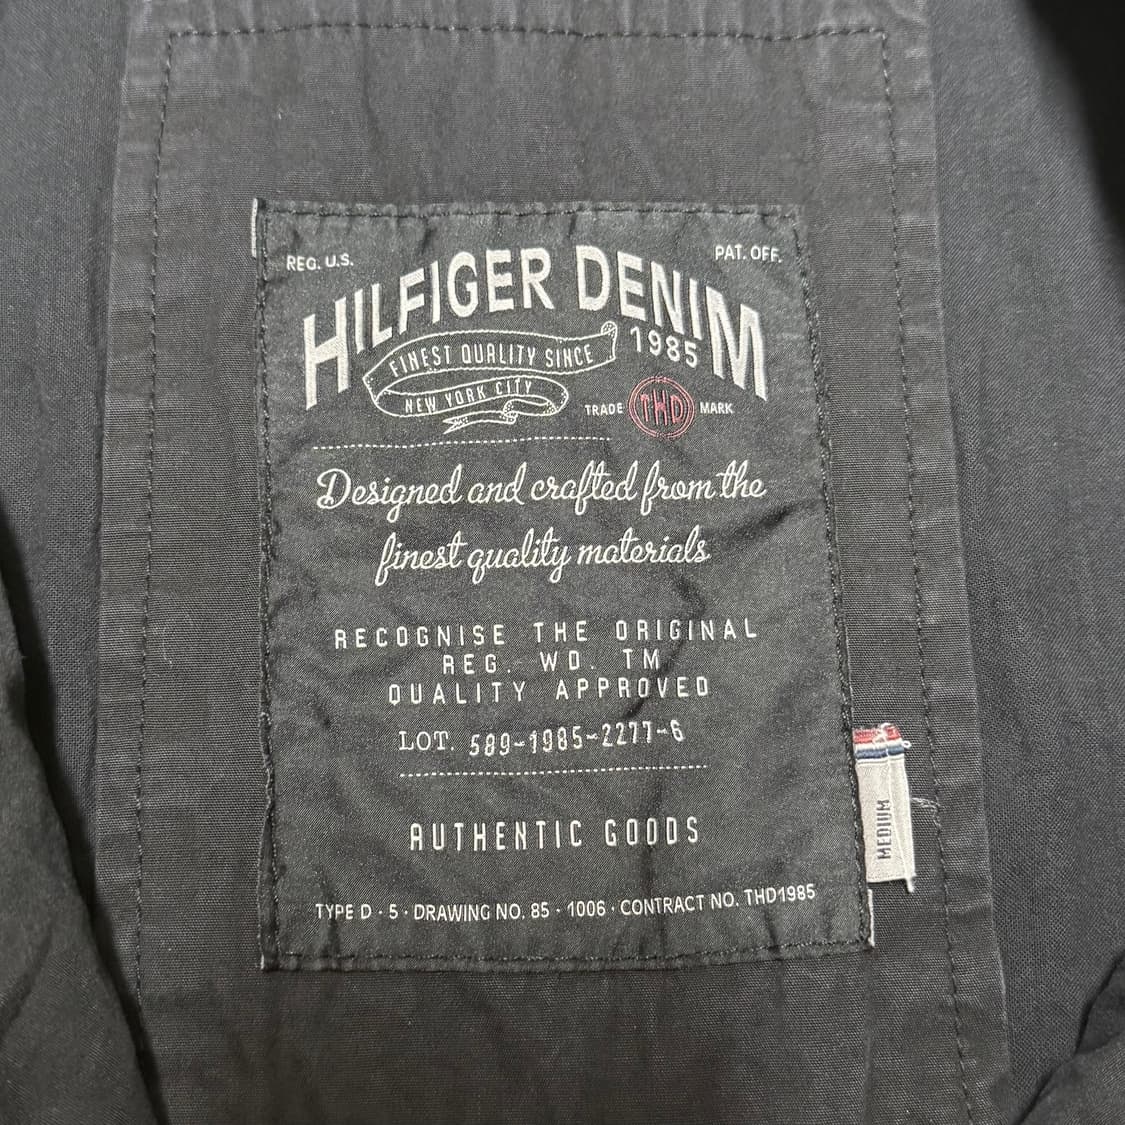 REG. U.S.
PAT. OFF.
HILFIGER DENIM
FINEST QUALITY SINCE
1985
NEW YORK CITY
TRADE THD MARK
Designed and crafted from the
finest quality materials
RECOGNISE THE ORIGINAL
REG. WD. TM
QUALITY APPROVED
LOT. 589-1985-2277-6
AUTHENTIC GOODS
TYPE D · 5 · DRAWING NO. 85 · 1006 · CONTRACT NO. THD1985
MEDIUM